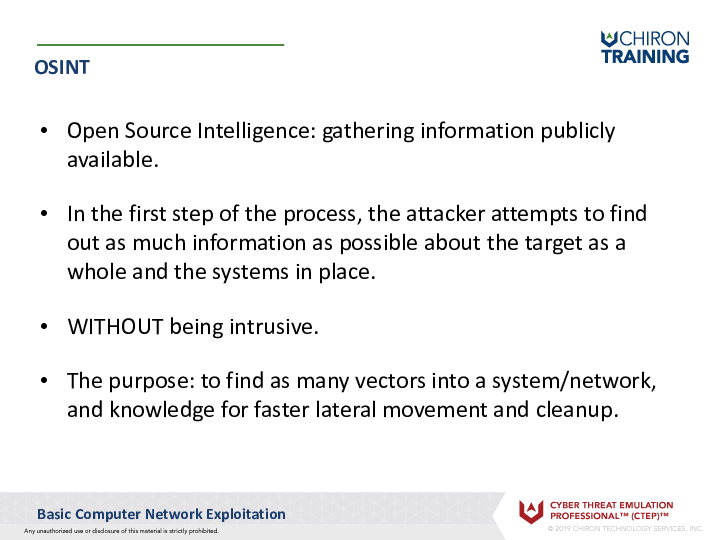 CHIRON
TRAINING
OSINT
• Open Source Intelligence: gathering information publicly
available.
• In the first step of the process, the attacker attempts to find
out as much information as possible about the target as a
whole and the systems in place.
• WITHOUT being intrusive.
• The purpose: to find as many vectors into a system/network,
and knowledge for faster lateral movement and cleanup.
Basic Computer Network Exploitation
Any unauthorized use or disclosure of this material is strictly prohibited.
CYBER THREAT EMULATION
PROFESSIONAL™ (CTEP)™
© 2019 CHIRON TECHNOLOGY SERVICES, INC.